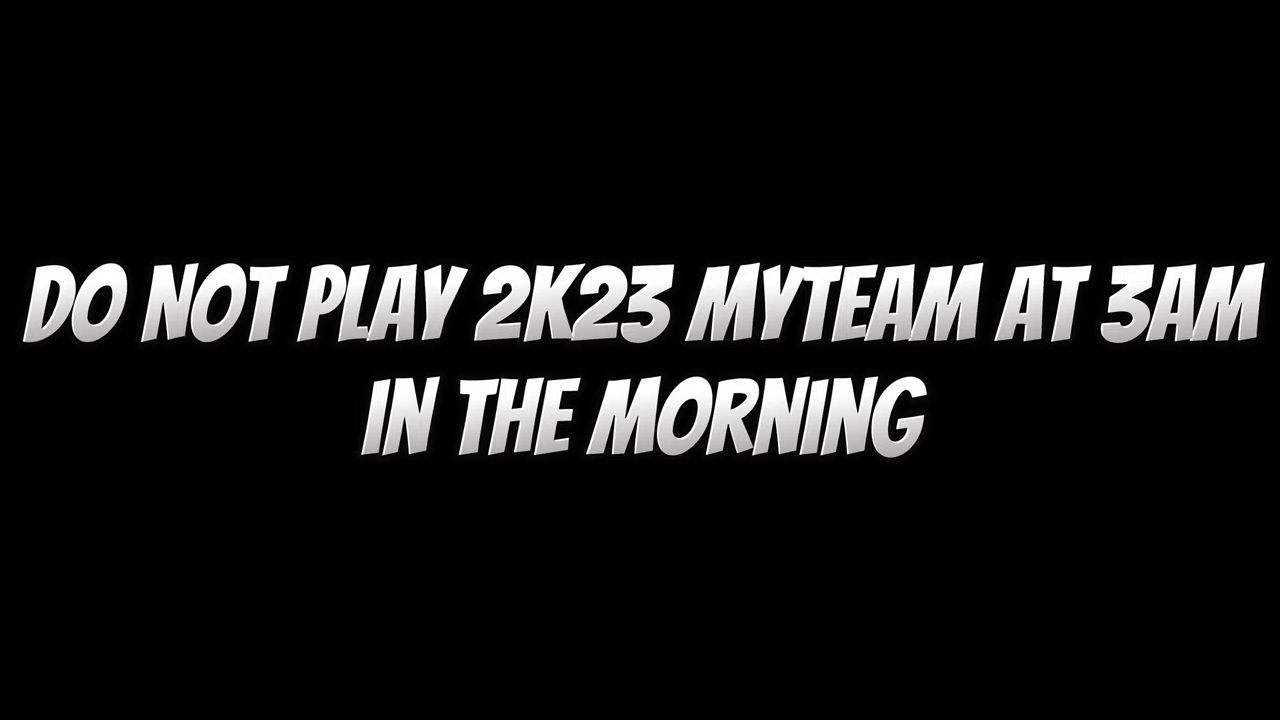 DO NOT PLAY 2K23 MYTEAM AT 3AM
IN THE MORNING